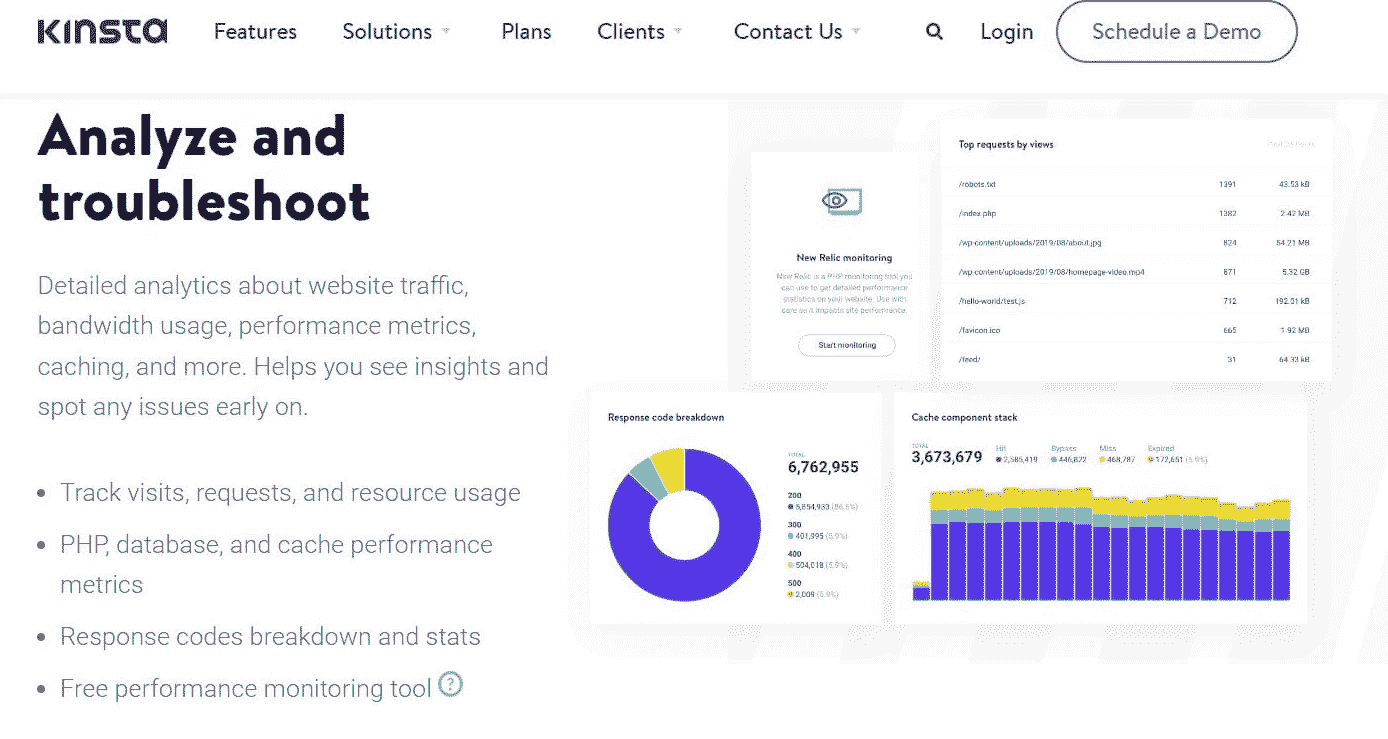 KINSTA
Features
Solutions
Plans
Clients
Contact Us
Login
Schedule a Demo
Analyze and
troubleshoot
Detailed analytics about website traffic,
bandwidth usage, performance metrics,
caching, and more. Helps you see insights and
spot any issues early on.
Track visits, requests, and resource usage
PHP, database, and cache performance
metrics
Response codes breakdown and stats
Free performance monitoring tool ?
New Relic monitoring
New Relic is a PHP monitoring tool you
can use to get detailed performance
statistics on your website. Use with
care as it impacts site performance.
Start monitoring
Top requests by views
Past 24 hours
/robots.txt 1391 43.53 kB
/index.php 1382 2.42 MB
/wp-content/uploads/2019/08/about.jpg 824 54.21 MB
/wp-content/uploads/2019/08/homepage-video.mp4 871 5.32 GB
/hello-world/test.js 712 192.01 kB
/favicon.ico 665 1.92 MB
/feed/ 31 64.33 kB
Response code breakdown
TOTAL
6,762,955
200
5,854,933 (86.6%)
300
401,995 (5.9%)
400
504,018 (5.9%)
500
2,009 (5.9%)
Cache component stack
TOTAL
3,673,679
Hit
2,585,419
Bypass
446,822
Miss
468,787
Expired
172,651 (5.9%)